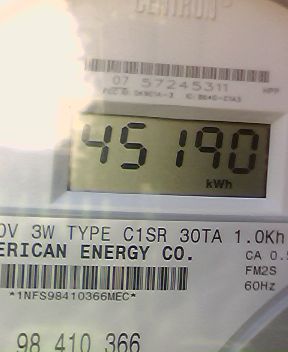 CENTRON
07 57245311
45190
kWh
0V 3W TYPE C1SR 30TA 1.0Kh
ERICAN ENERGY CO.
CA 0.5
FM2S
*1NFS98410366MEC*
60Hz
98 410 366